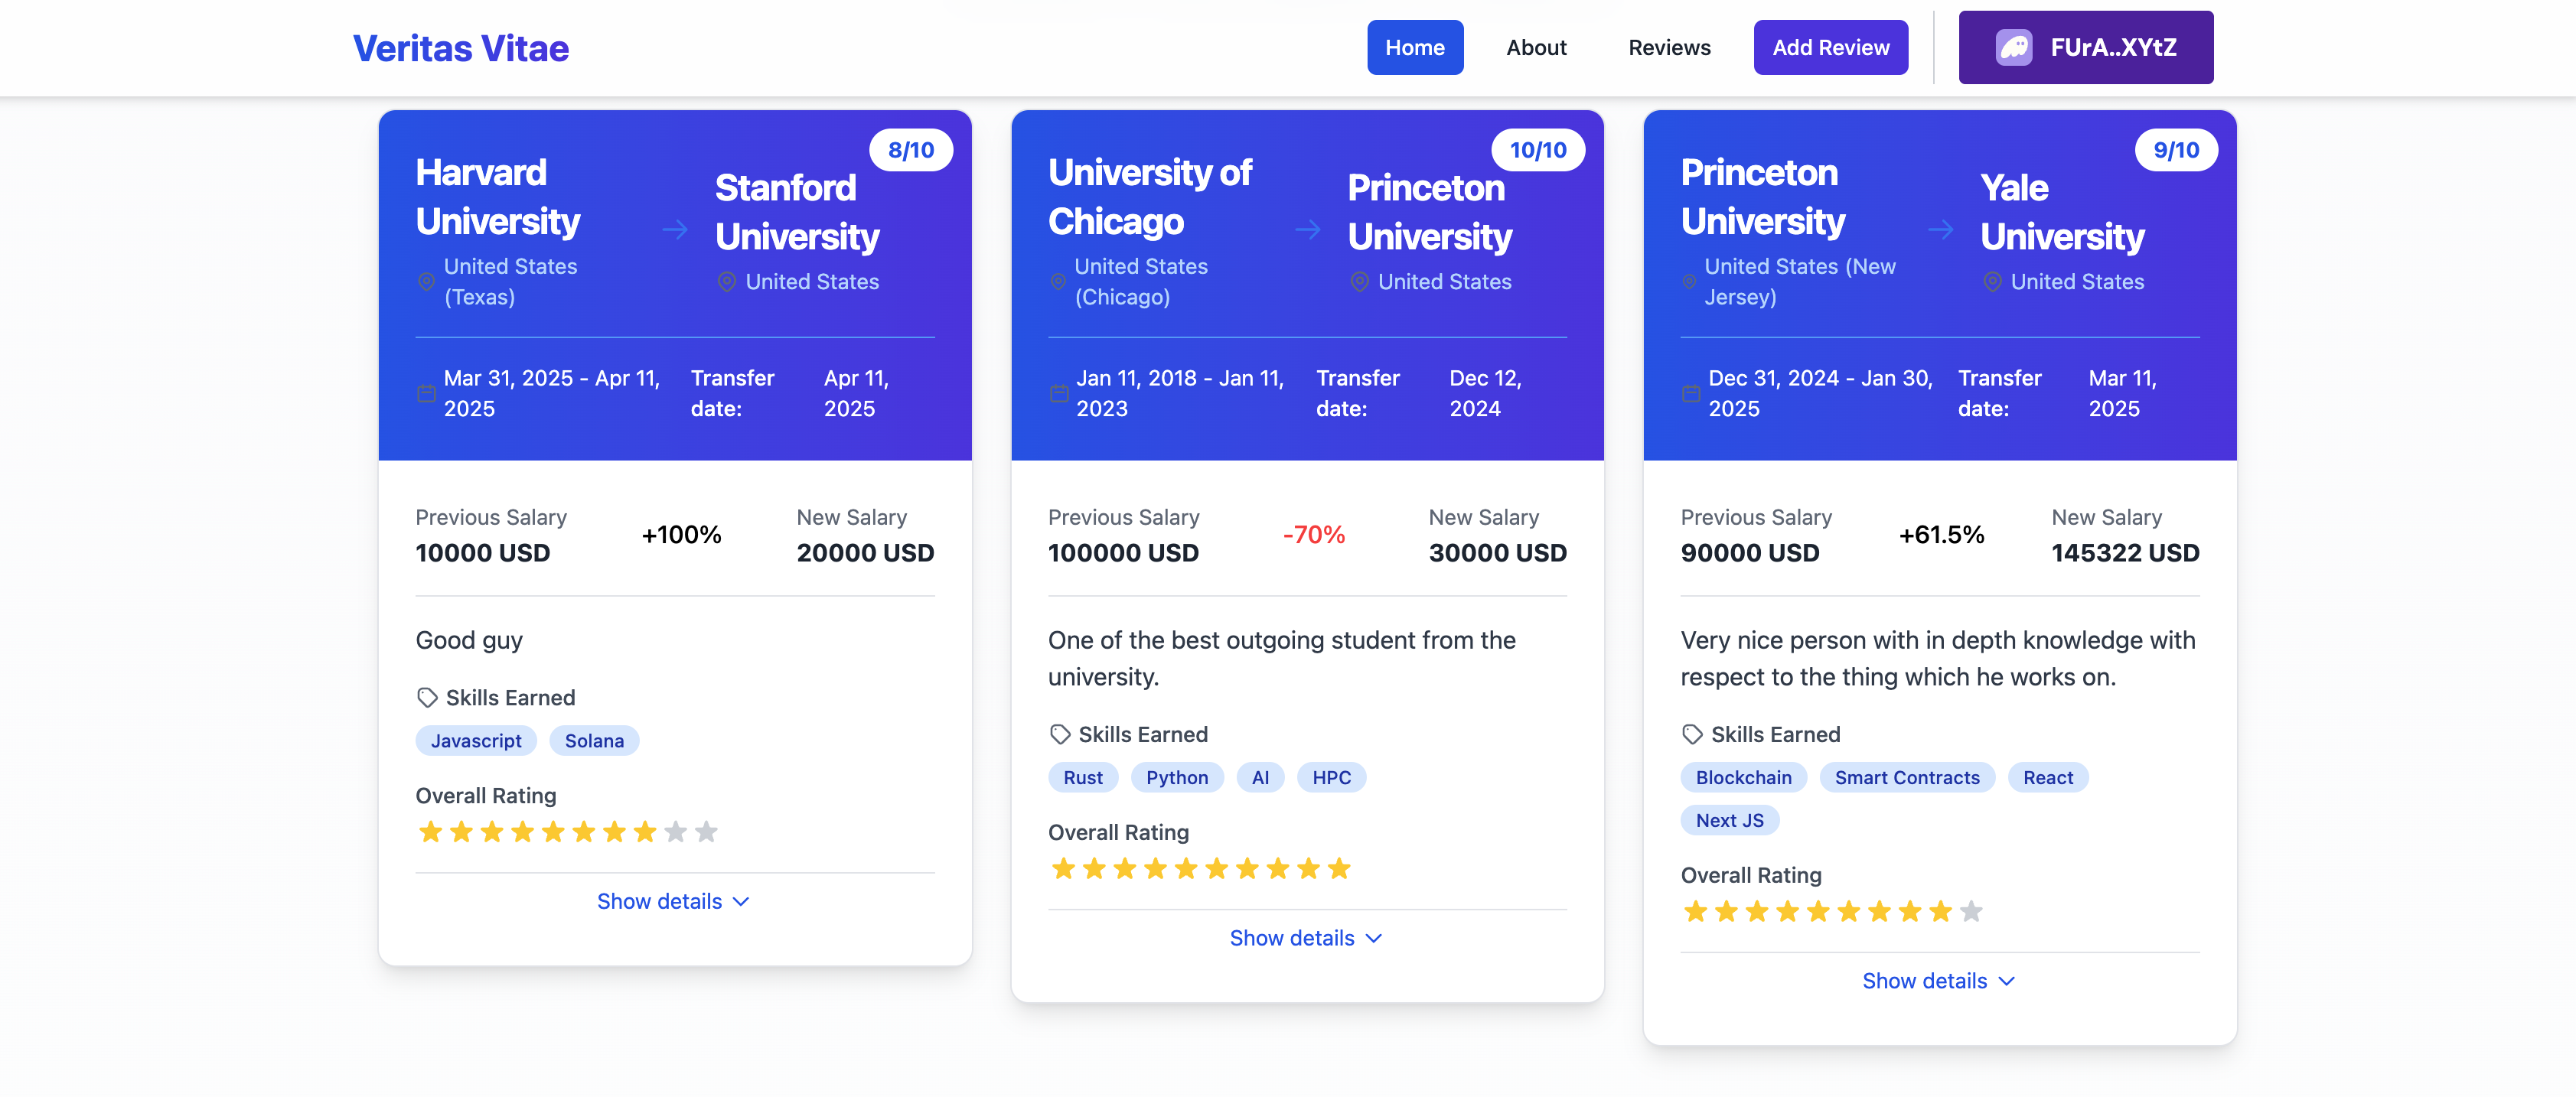 Veritas Vitae
Home
About
Reviews
Add Review
FUrA..XYtZ
8/10
Harvard
University
United States
(Texas)
Stanford
University
United States
Mar 31, 2025 - Apr 11,
2025
Transfer
date:
Apr 11,
2025
Previous Salary
10000 USD
+100%
New Salary
20000 USD
Good guy
Skills Earned
Javascript
Solana
Overall Rating
Show details
10/10
University of
Chicago
United States
(Chicago)
Princeton
University
United States
Jan 11, 2018 - Jan 11,
2023
Transfer
date:
Dec 12,
2024
Previous Salary
100000 USD
-70%
New Salary
30000 USD
One of the best outgoing student from the
university.
Skills Earned
Rust
Python
AI
HPC
Overall Rating
Show details
9/10
Princeton
University
United States (New
Jersey)
Yale
University
United States
Dec 31, 2024 - Jan 30,
2025
Transfer
date:
Mar 11,
2025
Previous Salary
90000 USD
+61.5%
New Salary
145322 USD
Very nice person with in depth knowledge with
respect to the thing which he works on.
Skills Earned
Blockchain
Smart Contracts
React
Next JS
Overall Rating
Show details